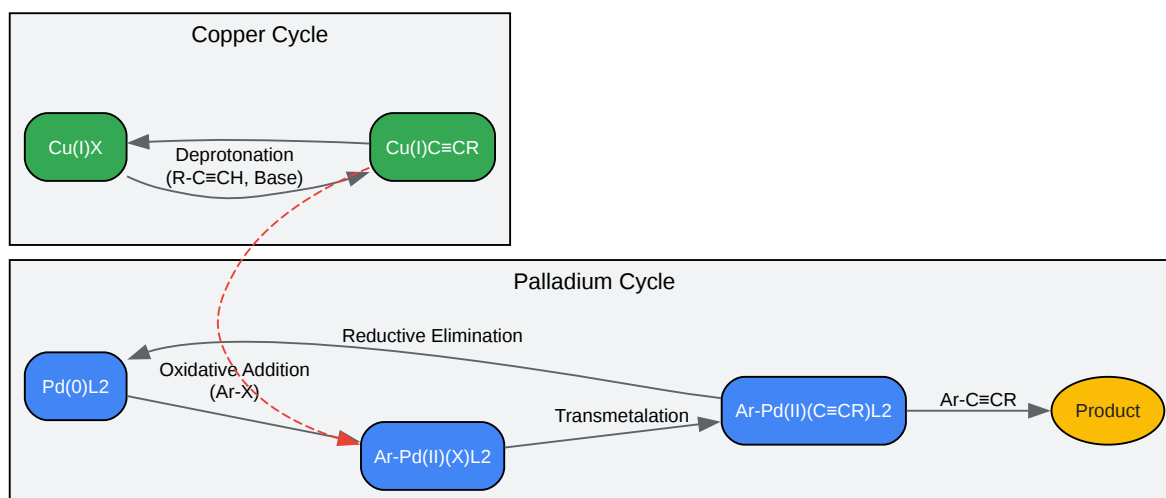 Copper Cycle
Cu(I)X
Deprotonation
(R-C≡CH, Base)
Cu(I)C≡CR
Palladium Cycle
Reductive Elimination
Pd(0)L2
Oxidative Addition
(Ar-X)
Ar-Pd(II)(X)L2
Transmetalation
Ar-Pd(II)(C≡CR)L2
Ar-C≡CR
Product